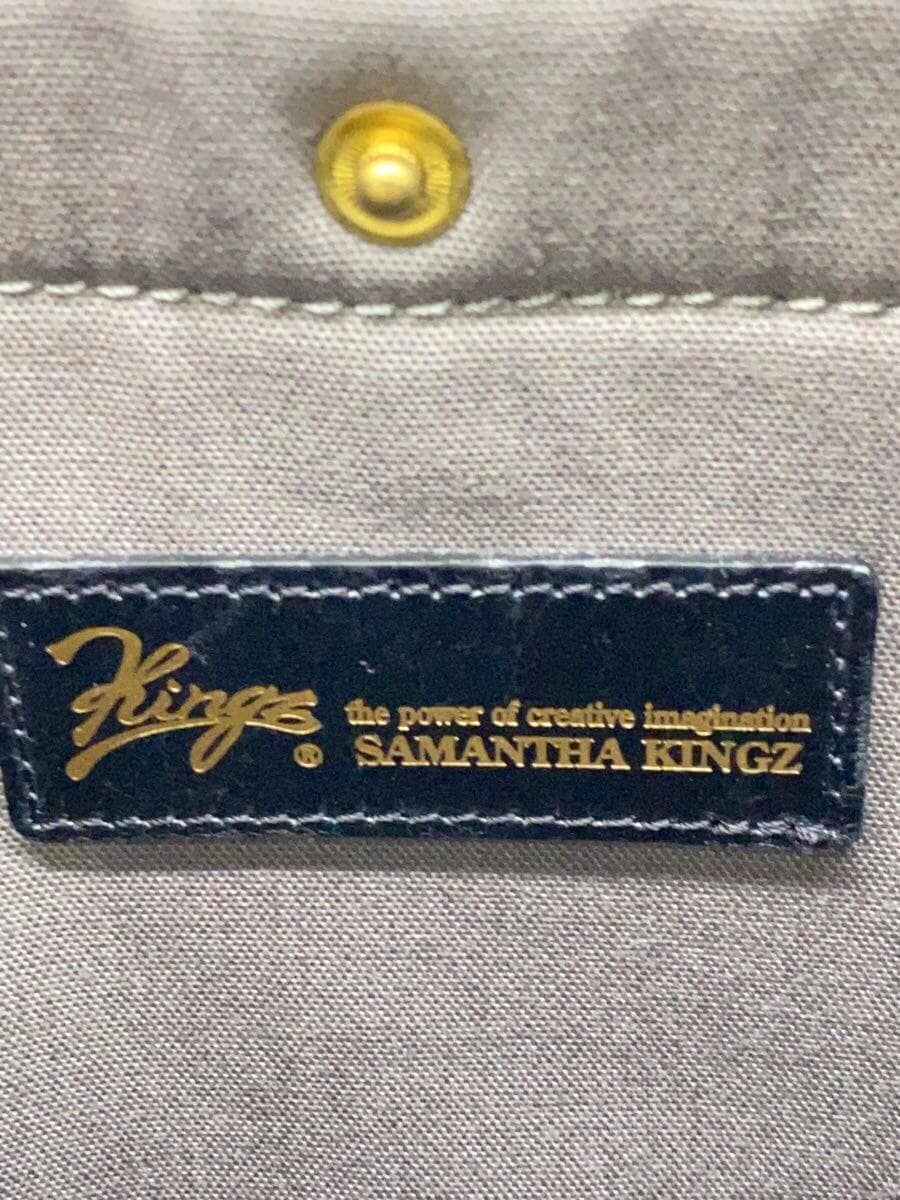 Kingz®
the power of creative imagination
SAMANTHA KINGZ